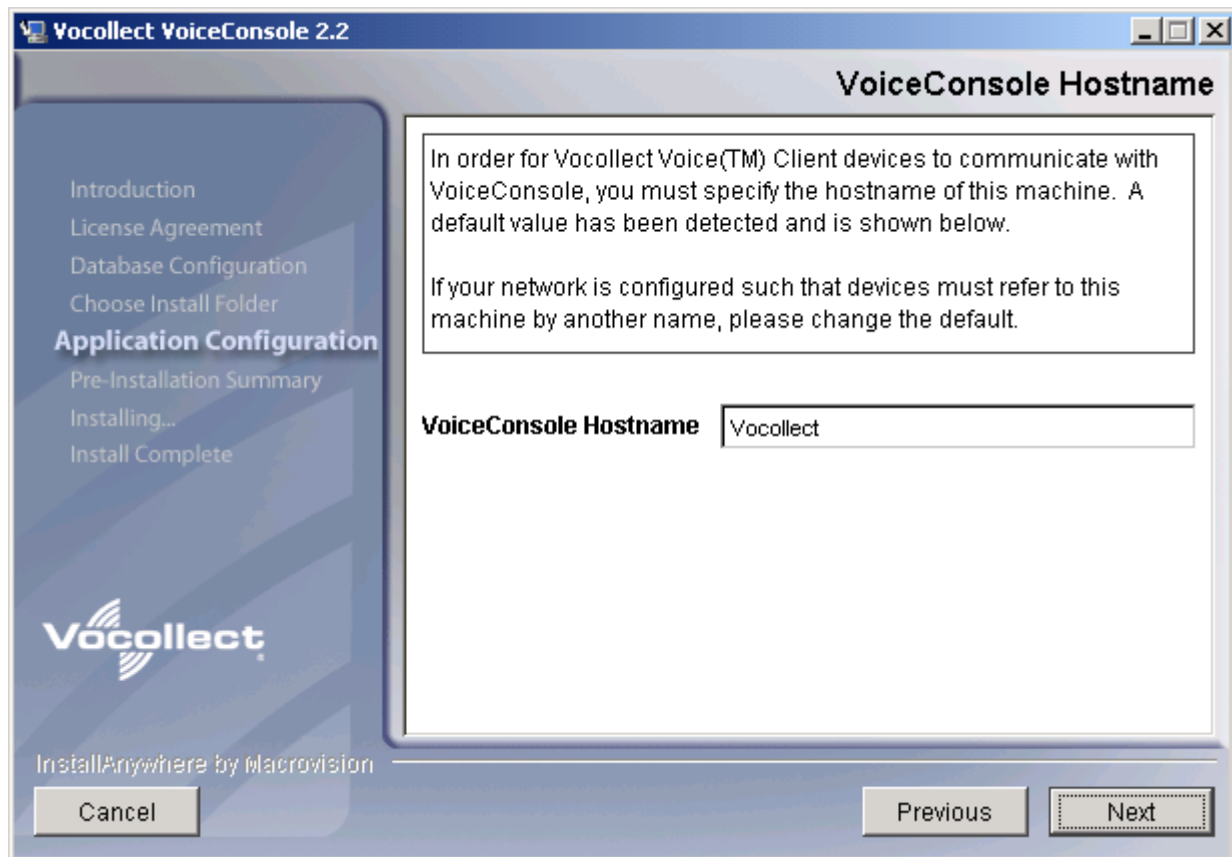 Vocollect VoiceConsole 2.2
VoiceConsole Hostname
Introduction
License Agreement
Database Configuration
Choose Install Folder
Application Configuration
Pre-Installation Summary
Installing...
Install Complete
Vocollect
In order for Vocollect Voice(TM) Client devices to communicate with
VoiceConsole, you must specify the hostname of this machine. A
default value has been detected and is shown below.
If your network is configured such that devices must refer to this
machine by another name, please change the default.
VoiceConsole Hostname Vocollect
InstallAnywhere by Macrovision
Cancel Previous Next